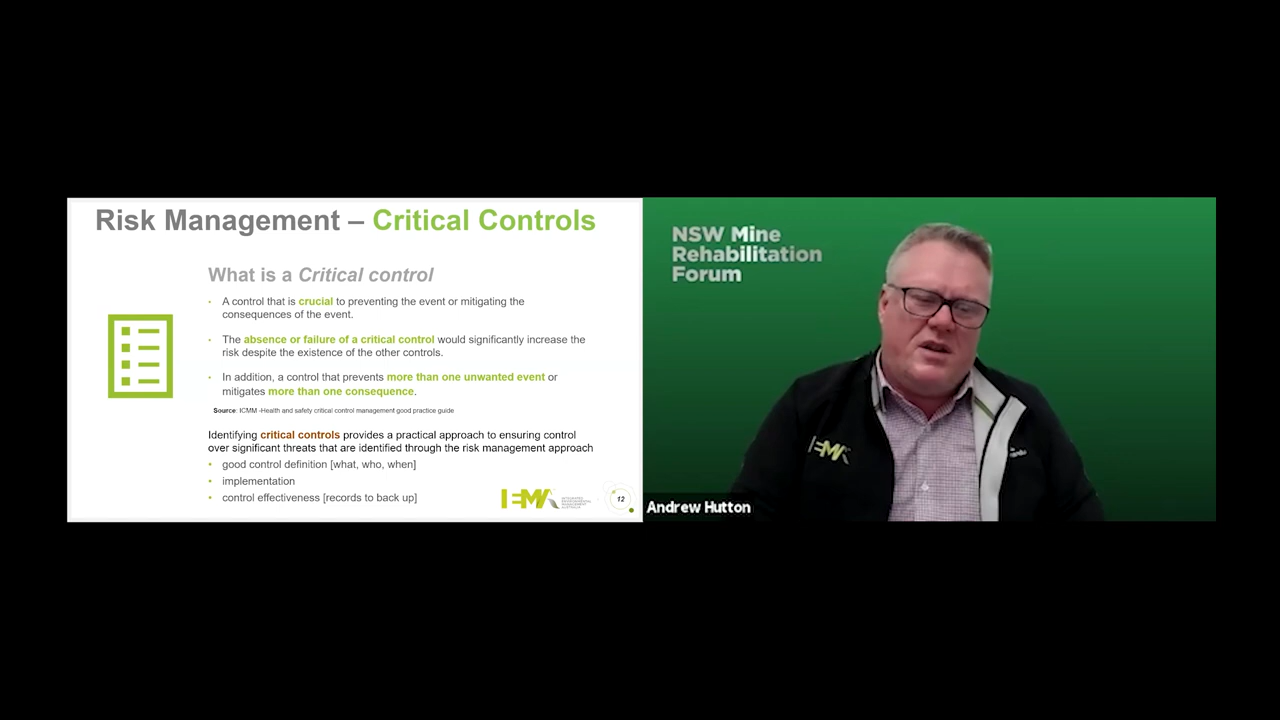 Risk Management – Critical Controls
What is a Critical control
• A control that is crucial to preventing the event or mitigating the
consequences of the event.
• The absence or failure of a critical control would significantly increase the
risk despite the existence of the other controls.
• In addition, a control that prevents more than one unwanted event or
mitigates more than one consequence.
Source: ICMM -Health and safety critical control management good practice guide
Identifying critical controls provides a practical approach to ensuring control
over significant threats that are identified through the risk management approach
• good control definition [what, who, when]
• implementation
• control effectiveness [records to back up]
IEMA
INTEGRATED
ENVIRONMENTAL
MANAGEMENT
AUSTRALIA
12
NSW Mine
Rehabilitation
Forum
IEMA
Andrew Hutton